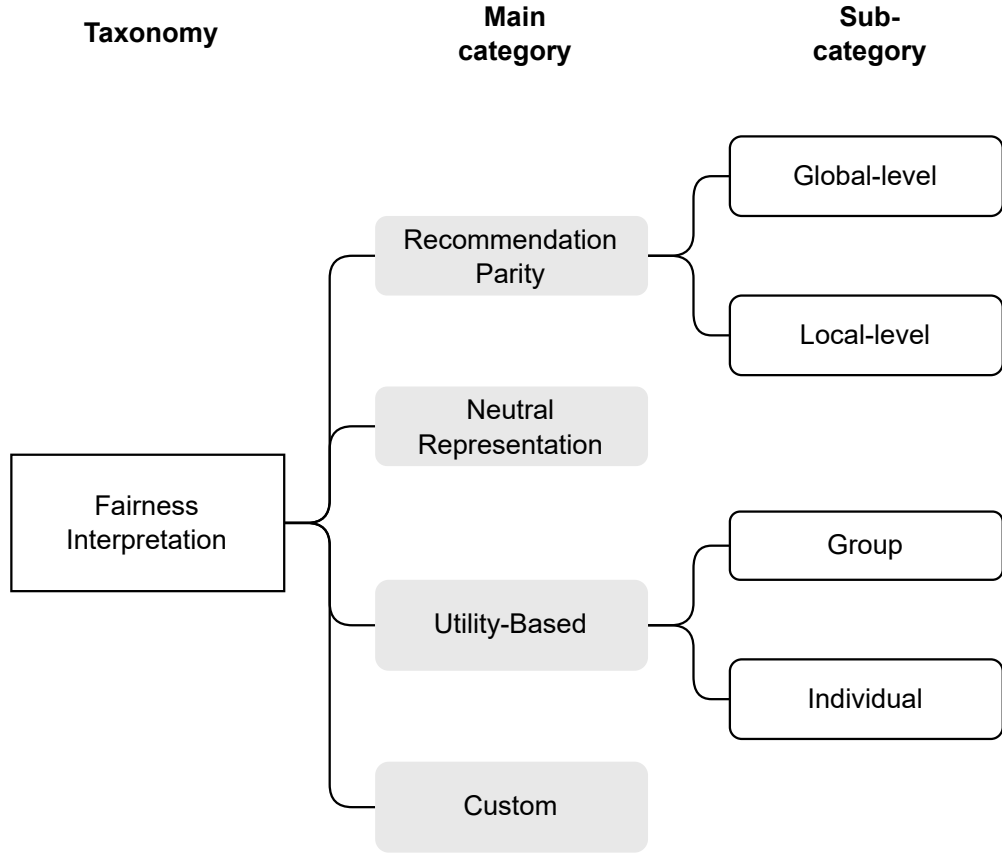 Taxonomy
Main
category
Sub-
category
Global-level
Recommendation
Parity
Local-level
Neutral
Representation
Fairness
Interpretation
Group
Utility-Based
Individual
Custom